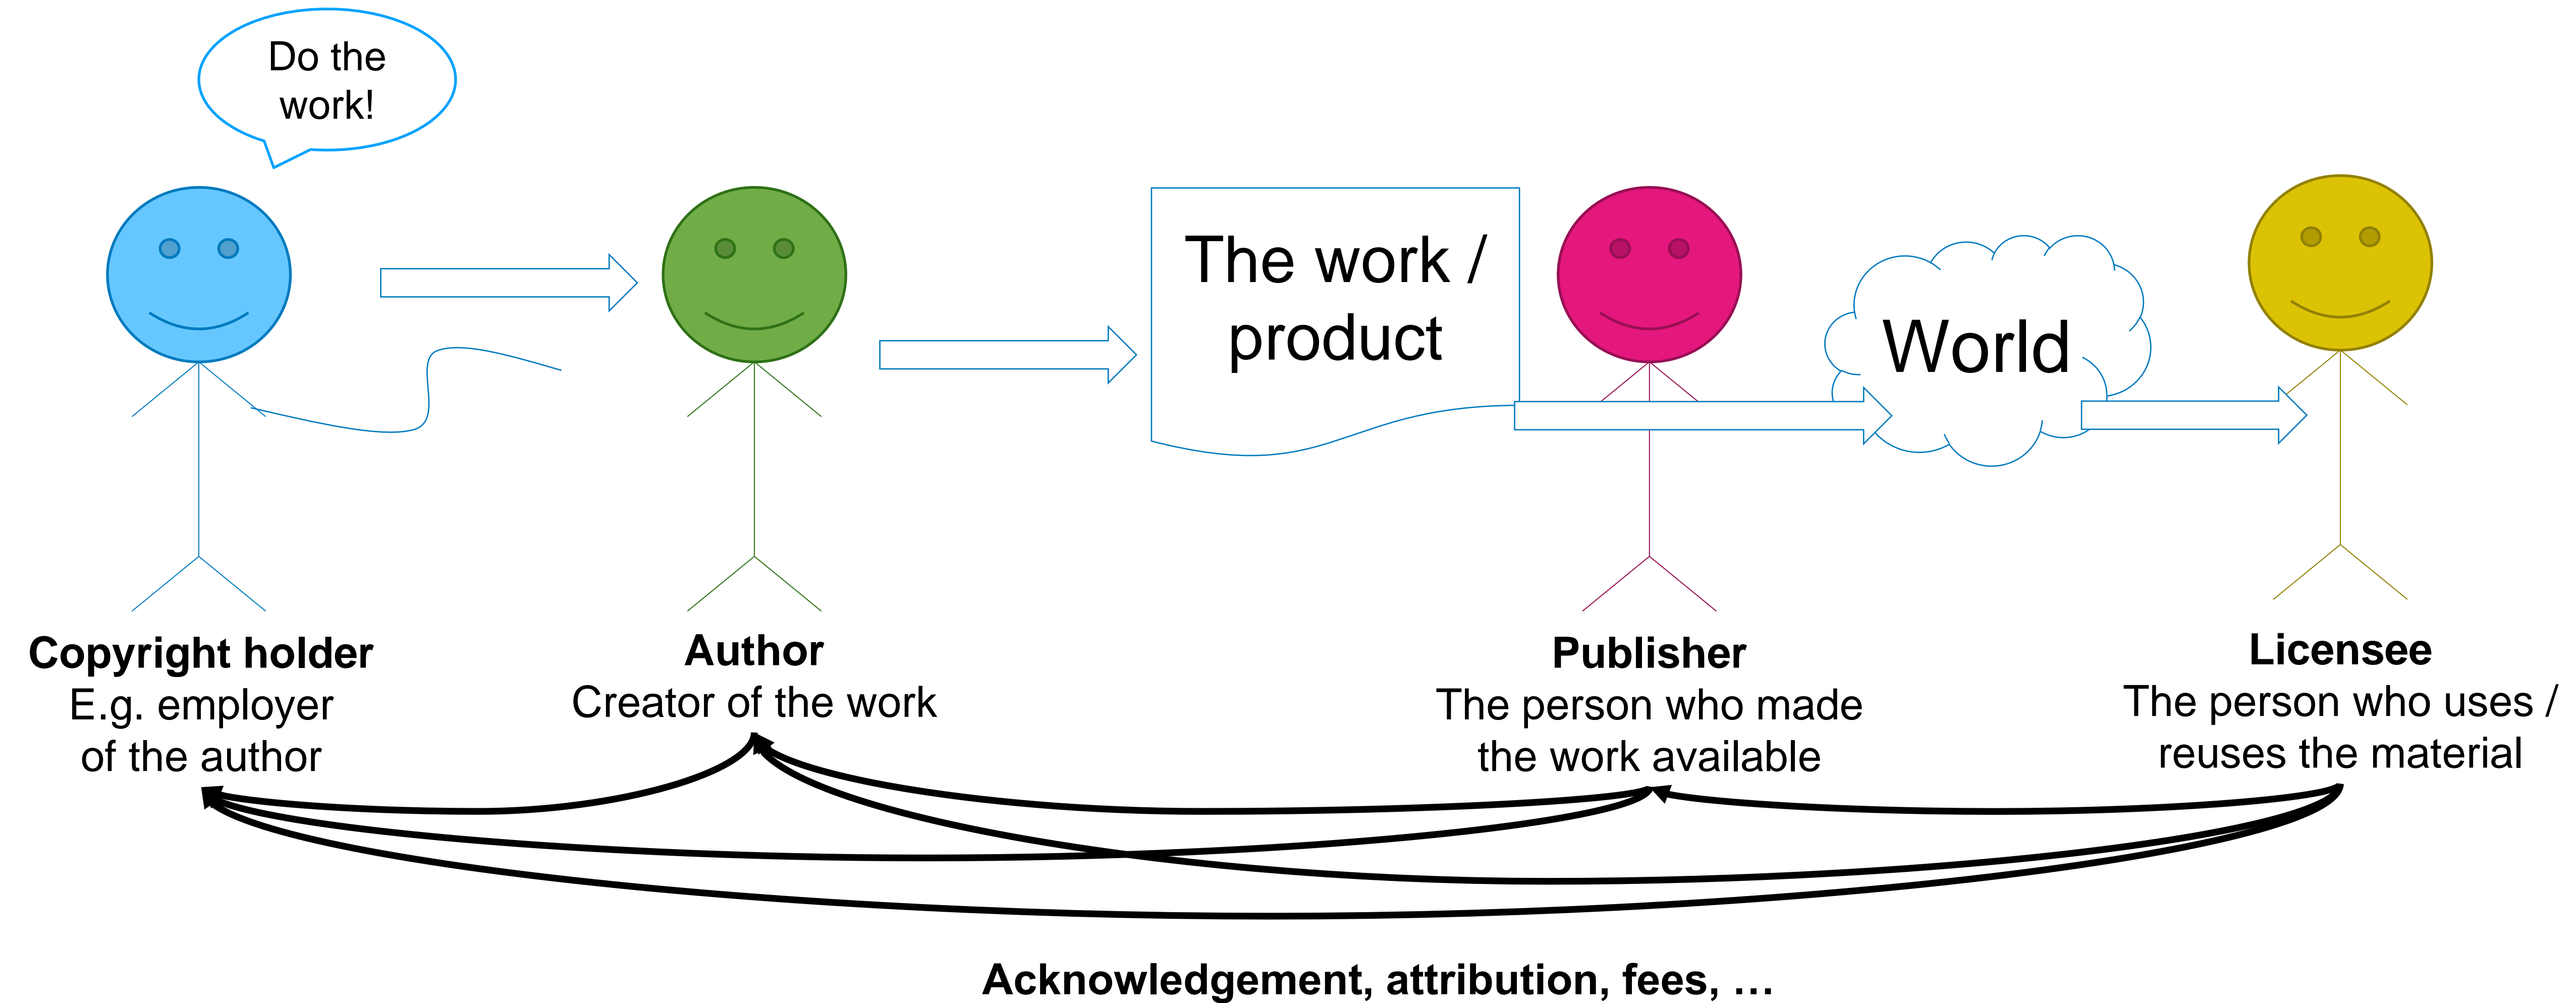 Do the
work!
The work /
product
World
Copyright holder
E.g. employer
of the author
Author
Creator of the work
Publisher
The person who made
the work available
Licensee
The person who uses /
reuses the material
Acknowledgement, attribution, fees, …